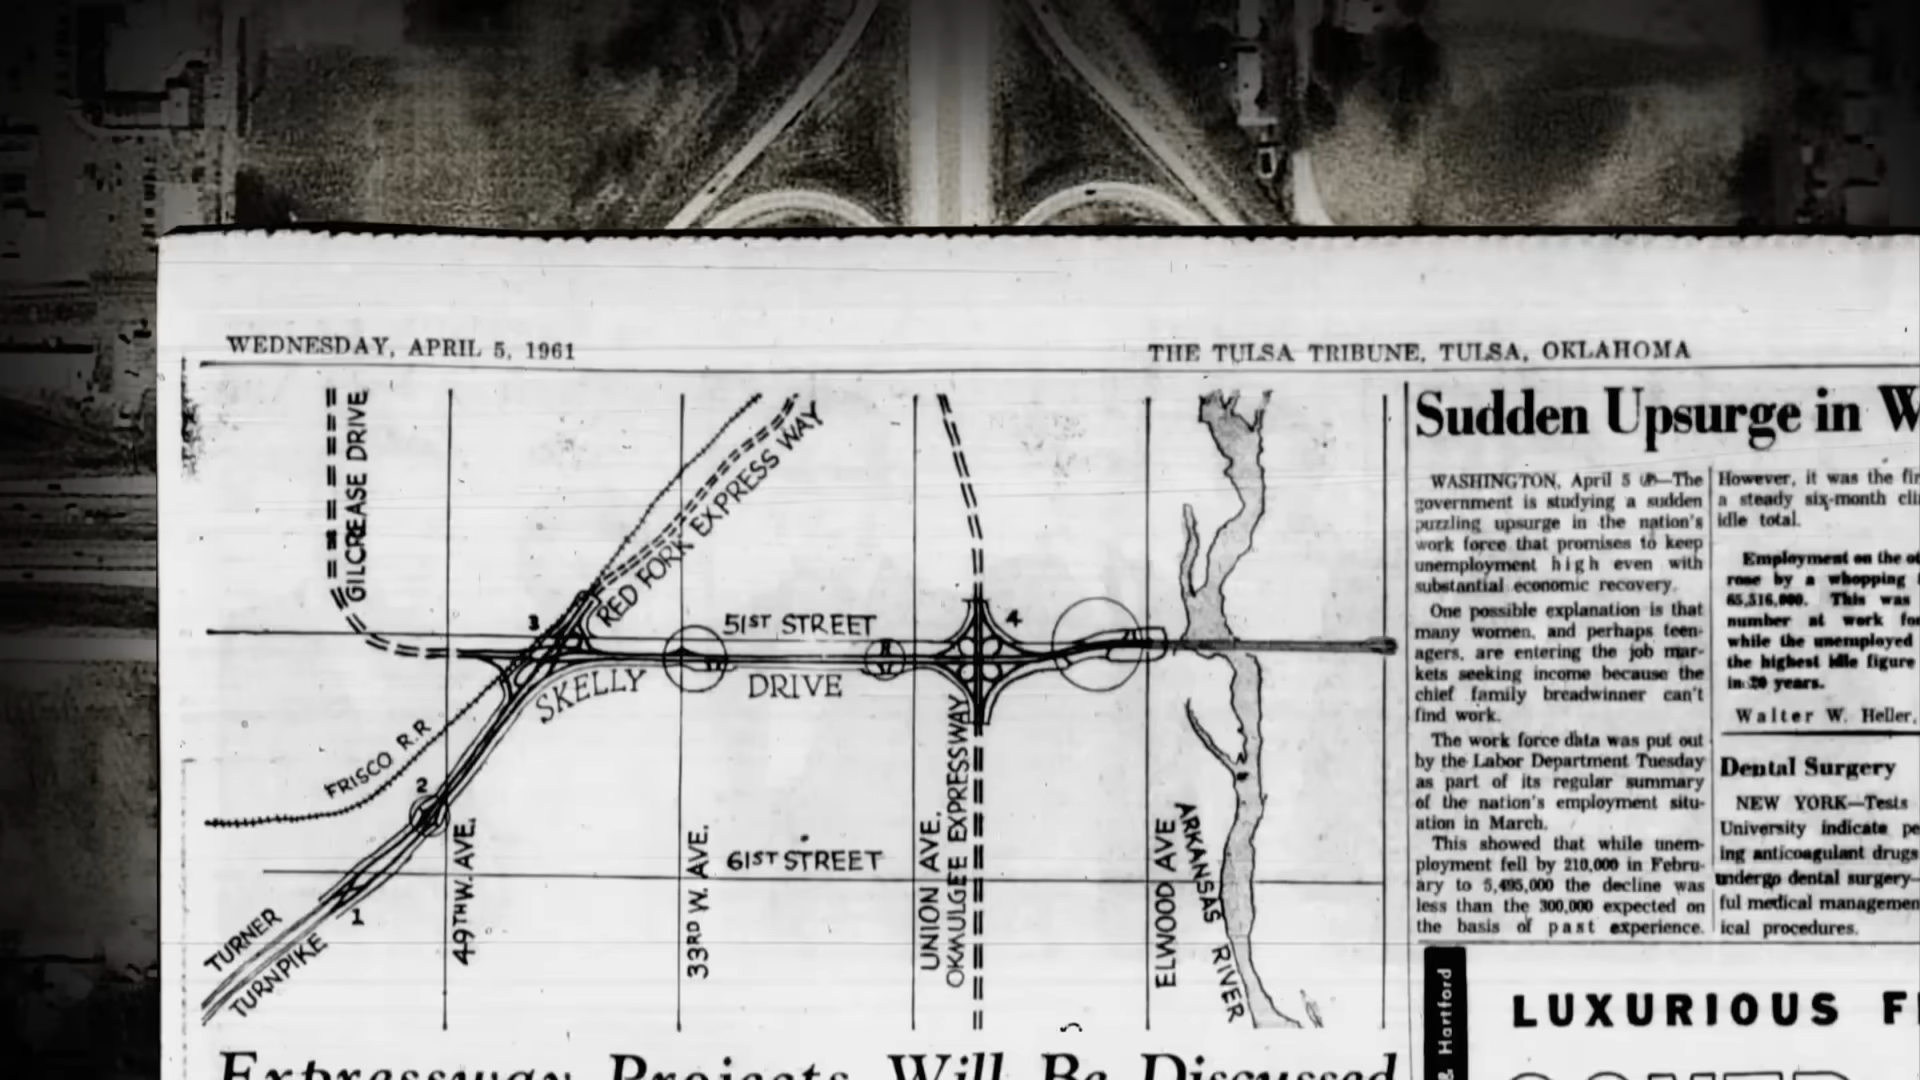 WEDNESDAY, APRIL 5, 1961
THE TULSA TRIBUNE, TULSA, OKLAHOMA
GILCREASE DRIVE
RED FORK EXPRESS WAY
3
51ST STREET
4
SKELLY
DRIVE
FRISCO R.R
2
1
TURNER
TURNPIKE
49TH W. AVE.
33RD W. AVE.
61ST STREET
UNION AVE.
OKMULGEE EXPRESSWAY
ELWOOD AVE
ARKANSAS RIVER
Expressway Projects Will Be Discussed
Sudden Upsurge in W
WASHINGTON, April 5 —The
government is studying a sudden
puzzling upsurge in the nation's
work force that promises to keep
unemployment high even with
substantial economic recovery.
One possible explanation is that
many women, and perhaps teen-
agers, are entering the job mar-
kets seeking income because the
chief family breadwinner can't
find work.
The work force data was put out
by the Labor Department Tuesday
as part of its regular summary
of the nation's employment situ-
ation in March.
This showed that while unem-
ployment fell by 210,000 in Febru-
ary to 5,495,000 the decline was
less than the 300,000 expected on
the basis of past experience.
However, it was the fir
a steady six-month cli
idle total.
Employment on the ot
rose by a whopping
65,516,000. This was
number at work fo
while the unemployed
the highest idle figure
in 20 years.
Walter W. Heller,
Dental Surgery
NEW YORK—Tests
University indicate pe
ing anticoagulant drugs
undergo dental surgery—
ful medical managemen
ical procedures.
& Hartford
LUXURIOUS F